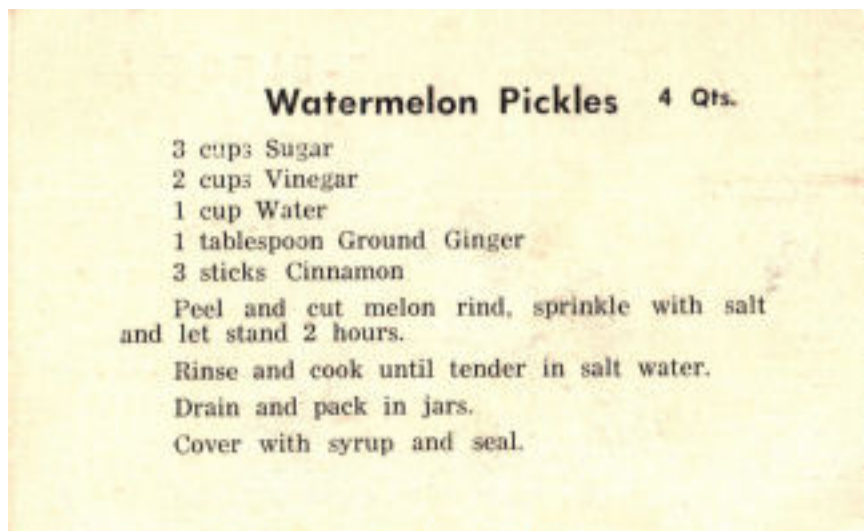 Watermelon Pickles 4 Qts.
3 cups Sugar
2 cups Vinegar
1 cup Water
1 tablespoon Ground Ginger
3 sticks Cinnamon
Peel and cut melon rind, sprinkle with salt
and let stand 2 hours.
Rinse and cook until tender in salt water.
Drain and pack in jars.
Cover with syrup and seal.